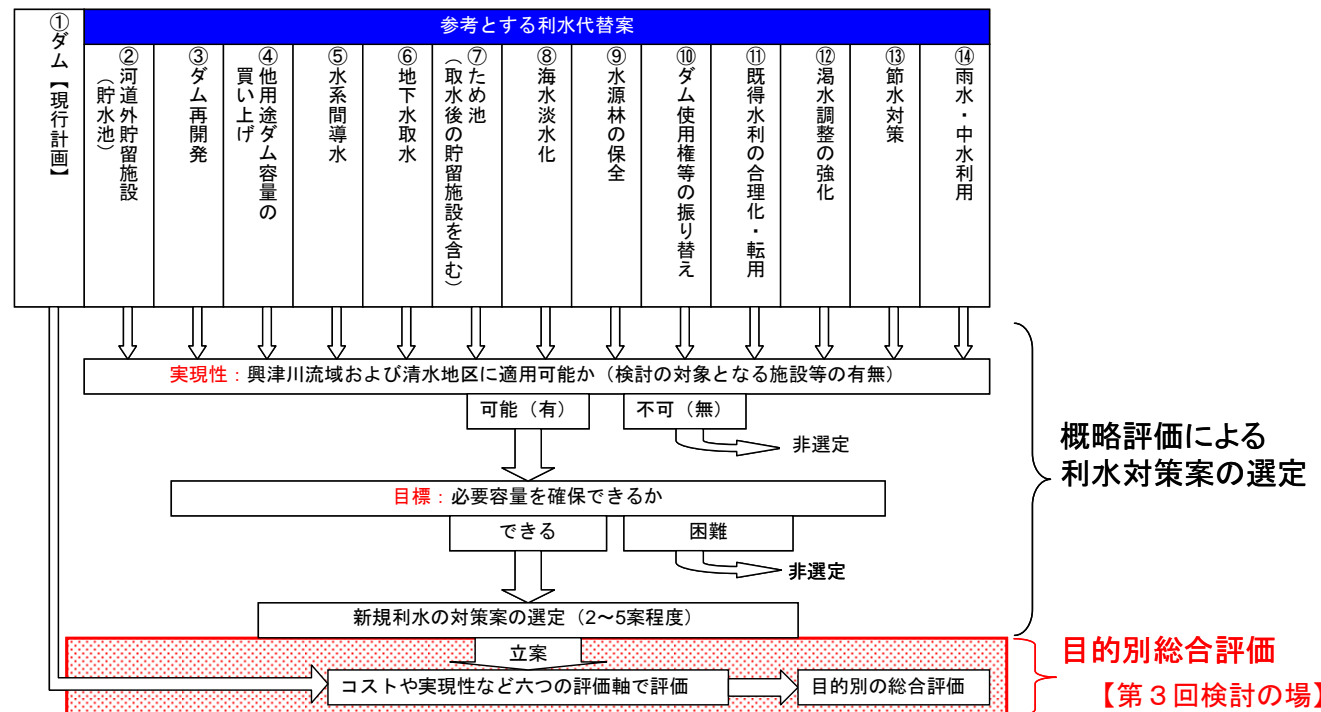 ①ダム【現行計画】
参考とする利水代替案
②河道外貯留施設
（貯水池）
③ダム再開発
④他用途ダム容量の
買い上げ
⑤水系間導水
⑥地下水取水
⑦ため池
（取水後の貯留施設を含む）
⑧海水淡水化
⑨水源林の保全
⑩ダム使用権等の振り替え
⑪既得水利の合理化・転用
⑫渇水調整の強化
⑬節水対策
⑭雨水・中水利用
実現性：興津川流域および清水地区に適用可能か（検討の対象となる施設等の有無）
可能（有）
不可（無）
非選定
目標：必要容量を確保できるか
できる
困難
非選定
新規利水の対策案の選定（2～5案程度）
概略評価による
利水対策案の選定
立案
コストや実現性など六つの評価軸で評価
目的別の総合評価
目的別総合評価
【第３回検討の場】